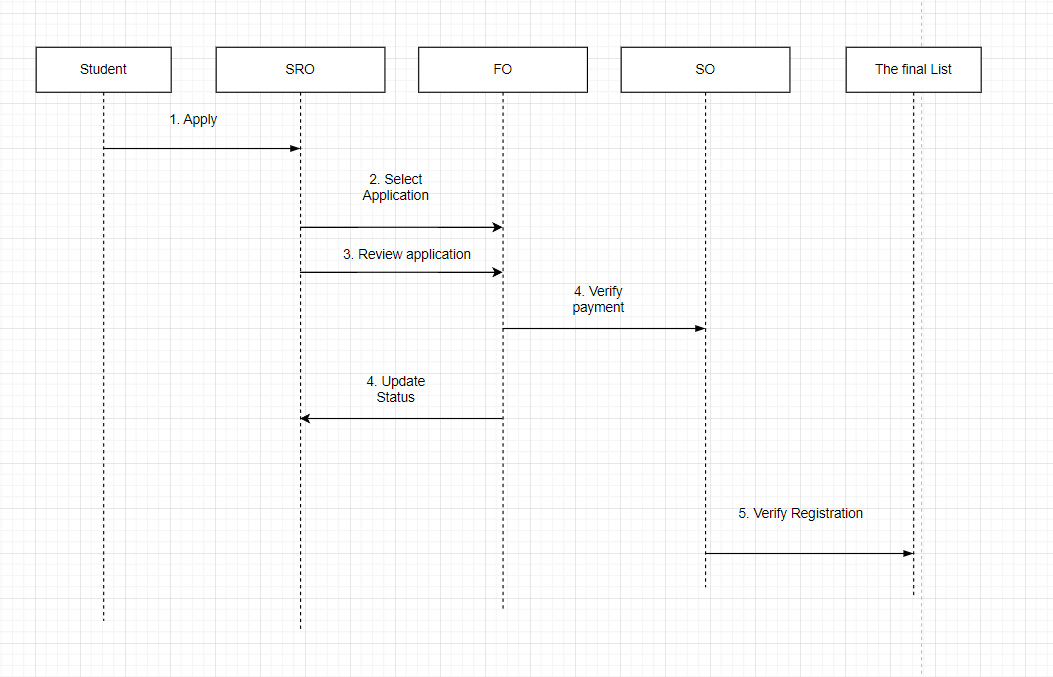 Student
SRO
FO
SO
The final List
1. Apply
2. Select
Application
3. Review application
4. Verify
payment
4. Update
Status
5. Verify Registration